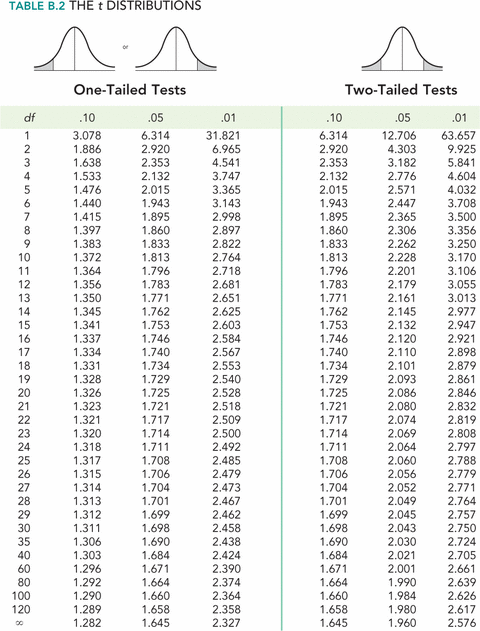 TABLE B.2 THE t DISTRIBUTIONS
or
One-Tailed Tests Two-Tailed Tests
df .10 .05 .01 .10 .05 .01
1 3.078 6.314 31.821 6.314 12.706 63.657
2 1.886 2.920 6.965 2.920 4.303 9.925
3 1.638 2.353 4.541 2.353 3.182 5.841
4 1.533 2.132 3.747 2.132 2.776 4.604
5 1.476 2.015 3.365 2.015 2.571 4.032
6 1.440 1.943 3.143 1.943 2.447 3.708
7 1.415 1.895 2.998 1.895 2.365 3.500
8 1.397 1.860 2.897 1.860 2.306 3.356
9 1.383 1.833 2.822 1.833 2.262 3.250
10 1.372 1.813 2.764 1.813 2.228 3.170
11 1.364 1.796 2.718 1.796 2.201 3.106
12 1.356 1.783 2.681 1.783 2.179 3.055
13 1.350 1.771 2.651 1.771 2.161 3.013
14 1.345 1.762 2.625 1.762 2.145 2.977
15 1.341 1.753 2.603 1.753 2.132 2.947
16 1.337 1.746 2.584 1.746 2.120 2.921
17 1.334 1.740 2.567 1.740 2.110 2.898
18 1.331 1.734 2.553 1.734 2.101 2.879
19 1.328 1.729 2.540 1.729 2.093 2.861
20 1.326 1.725 2.528 1.725 2.086 2.846
21 1.323 1.721 2.518 1.721 2.080 2.832
22 1.321 1.717 2.509 1.717 2.074 2.819
23 1.320 1.714 2.500 1.714 2.069 2.808
24 1.318 1.711 2.492 1.711 2.064 2.797
25 1.317 1.708 2.485 1.708 2.060 2.788
26 1.315 1.706 2.479 1.706 2.056 2.779
27 1.314 1.704 2.473 1.704 2.052 2.771
28 1.313 1.701 2.467 1.701 2.049 2.764
29 1.312 1.699 2.462 1.699 2.045 2.757
30 1.311 1.698 2.458 1.698 2.043 2.750
35 1.306 1.690 2.438 1.690 2.030 2.724
40 1.303 1.684 2.424 1.684 2.021 2.705
60 1.296 1.671 2.390 1.671 2.001 2.661
80 1.292 1.664 2.374 1.664 1.990 2.639
100 1.290 1.660 2.364 1.660 1.984 2.626
120 1.289 1.658 2.358 1.658 1.980 2.617
∞ 1.282 1.645 2.327 1.645 1.960 2.576